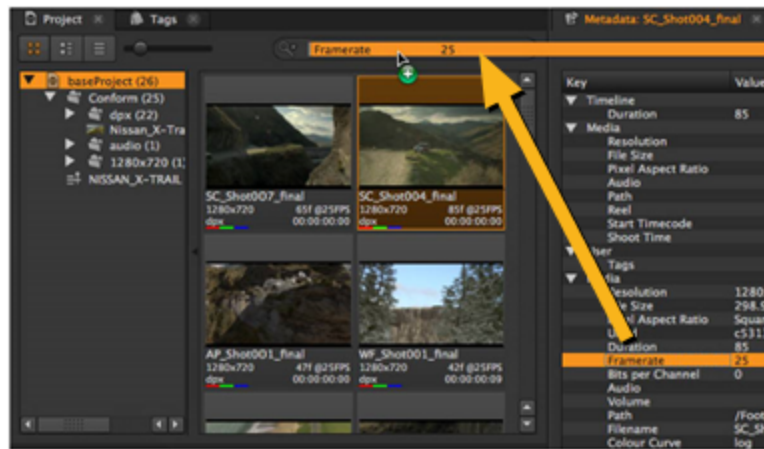 Project
Tags
Metadata: SC_Shot004_final
Framerate 25
baseProject (26)
Conform (25)
dpx (22)
Nissan_X-Tra
audio (1)
1280x720 (1
NISSAN_X-TRAIL
SC_Shot007_final
1280x720 65f @25FPS
dpx 00:00:00:00
SC_Shot004_final
1280x720 85f @25FPS
dpx 00:00:00:00
AP_Shot001_final
1280x720 47f @25FPS
dpx 00:00:00:00
WF_Shot001_final
1280x720 42f @25FPS
dpx 00:00:00:09
Key Value
Timeline
Duration 85
Media
Resolution
File Size
Pixel Aspect Ratio
Audio
Path
Reel
Start Timecode
Shoot Time
User
Tags
Resolution 1280
Size 298.9
Aspect Ratio Squar
c531
Duration 85
Framerate 25
Bits per Channel 0
Audio
Volume
Path /Foot
Filename SC_Sh
Colour Curve log